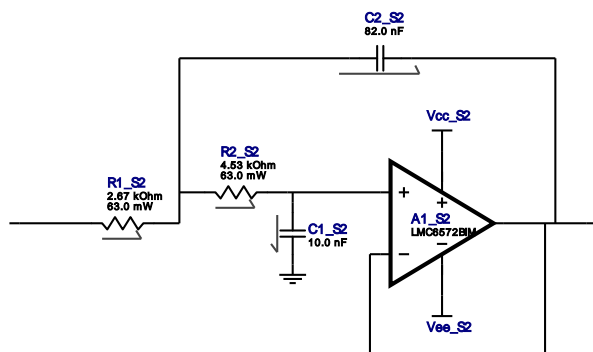 C2_S2
82.0 nF
Vcc_S2
R2_S2
4.53 kOhm
63.0 mW
R1_S2
2.67 kOhm
63.0 mW
+
+
A1_S2
LMC6572BIM
C1_S2
10.0 nF
−
−
Vee_S2